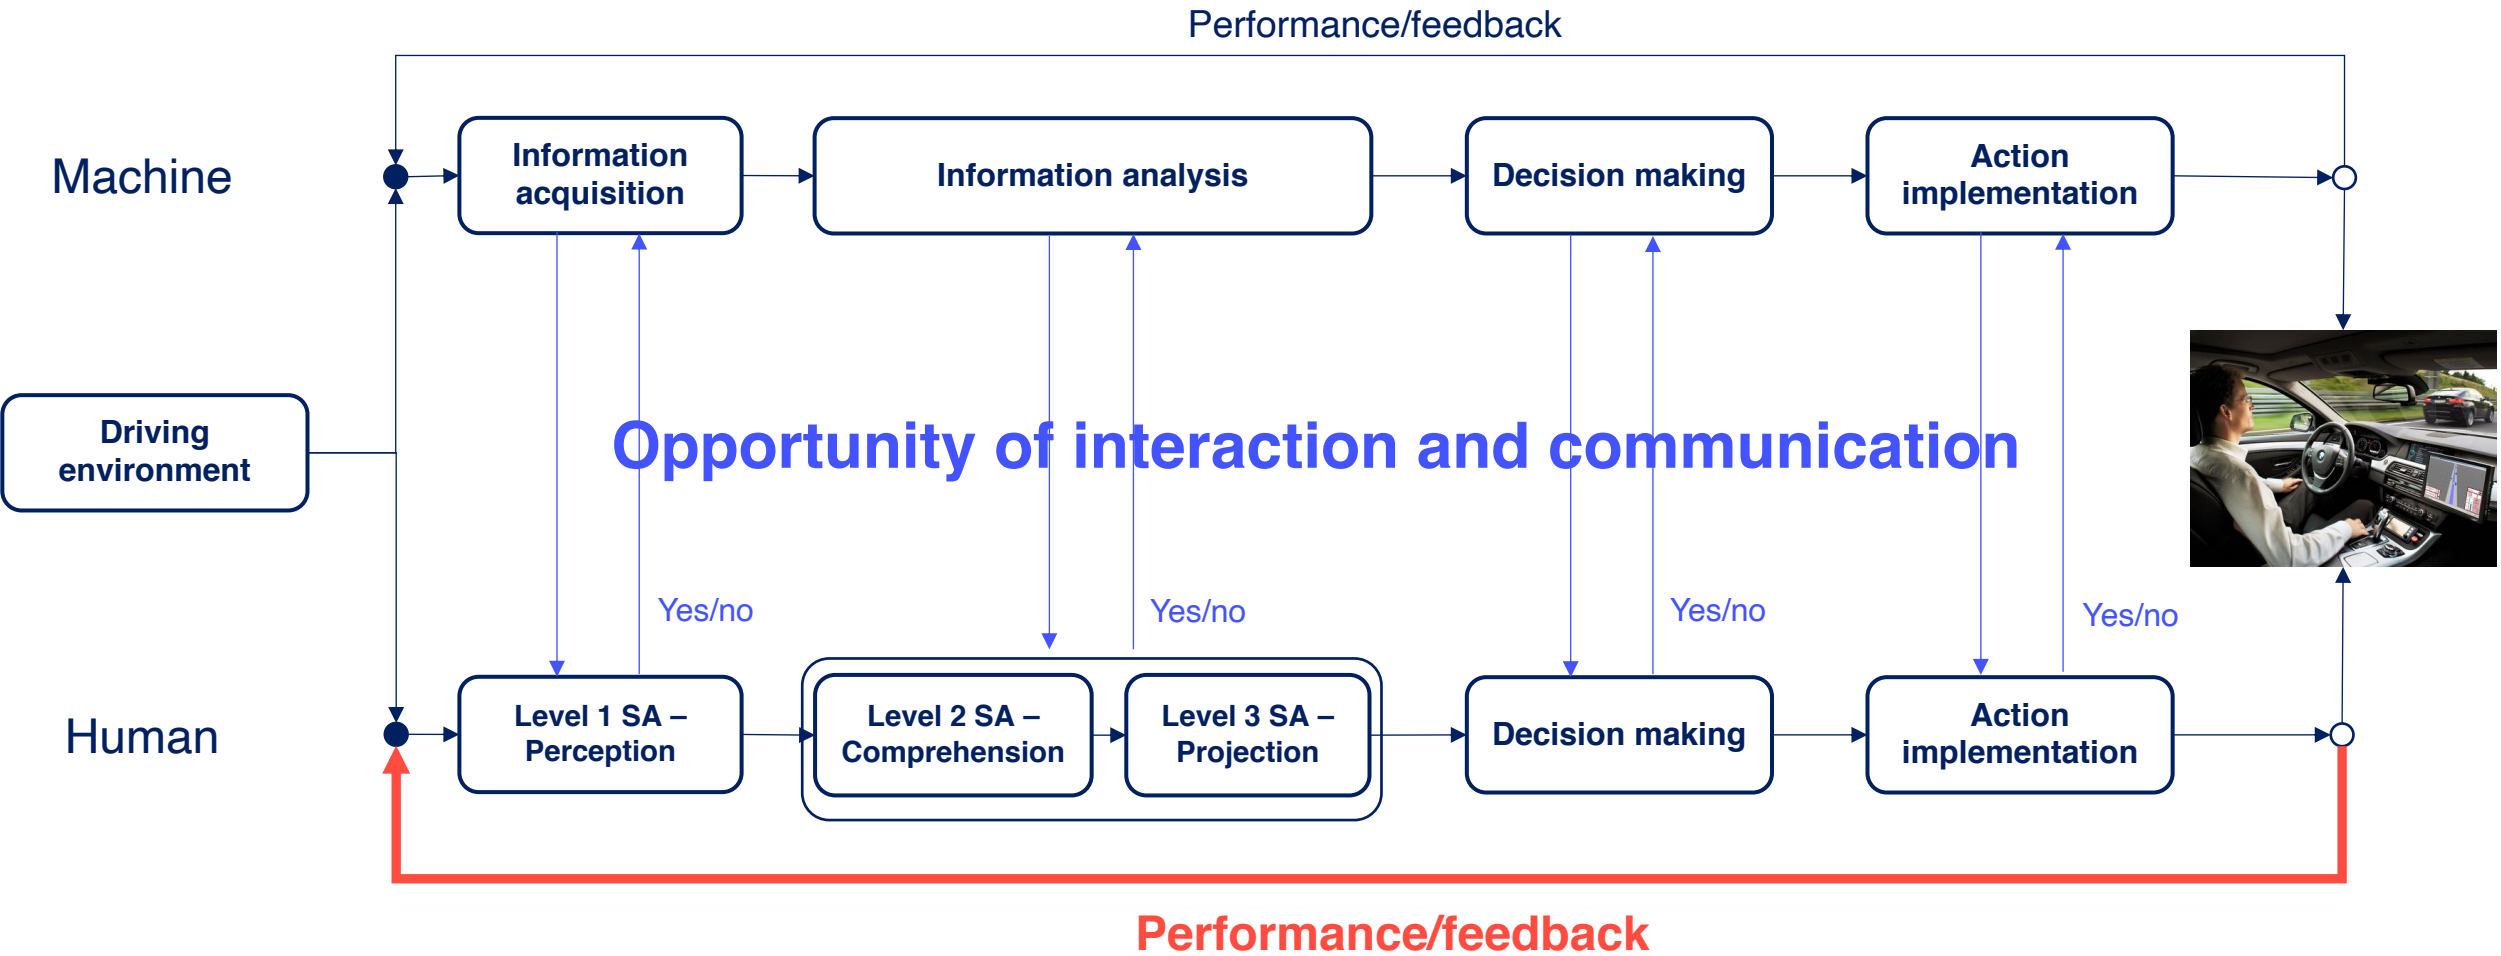 Performance/feedback
Machine
Information
acquisition
Information analysis
Decision making
Action
implementation
Driving
environment
Opportunity of interaction and communication
Yes/no
Yes/no
Yes/no
Yes/no
Human
Level 1 SA –
Perception
Level 2 SA –
Comprehension
Level 3 SA –
Projection
Decision making
Action
implementation
Performance/feedback